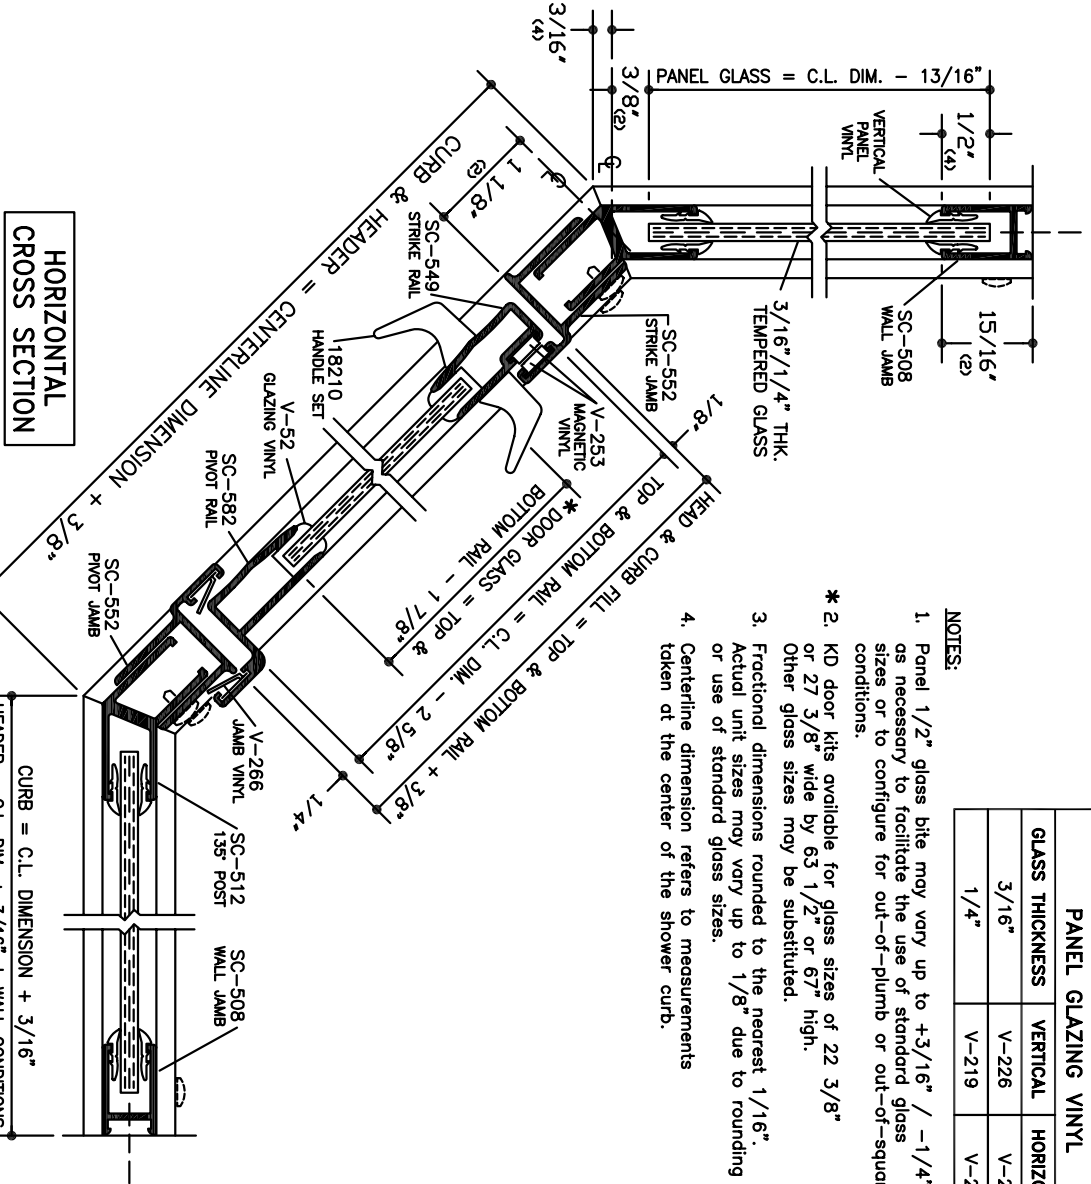 3/16"
(4)
3/8"
(2)
PANEL GLASS = C.L. DIM. - 13/16"
1/2"
(4)
VERTICAL
PANEL
VINYL
15/16"
(2)
SC-508
WALL JAMB
3/16"/1/4" THK.
TEMPERED GLASS
CURB & HEADER = CENTERLINE DIMENSION + 3/8"
1 1/8"
(2)
℄
℄
SC-549
STRIKE RAIL
SC-552
STRIKE JAMB
18210
HANDLE SET
V-253
MAGNETIC
VINYL
V-52
GLAZING VINYL
SC-582
PIVOT RAIL
SC-552
PIVOT JAMB
1/8"
HEAD & CURB FILL = TOP & BOTTOM RAIL + 3/8"
TOP & BOTTOM RAIL = C.L. DIM. - 2 5/8"
* DOOR GLASS = TOP &
BOTTOM RAIL - 1 7/8"
1/4"
V-266
JAMB VINYL
SC-512
135° POST
SC-508
WALL JAMB
CURB = C.L. DIMENSION + 3/16"
HEADER = C.L. DIM. + 3/16" + WALL CONDITIONS
HORIZONTAL
CROSS SECTION
NOTES:
1. Panel 1/2" glass bite may vary up to +3/16" / -1/4"
as necessary to facilitate the use of standard glass
sizes or to configure for out-of-plumb or out-of-squar
conditions.
* 2. KD door kits available for glass sizes of 22 3/8"
or 27 3/8" wide by 63 1/2" or 67" high.
Other glass sizes may be substituted.
3. Fractional dimensions rounded to the nearest 1/16".
Actual unit sizes may vary up to 1/8" due to rounding
or use of standard glass sizes.
4. Centerline dimension refers to measurements
taken at the center of the shower curb.
PANEL GLAZING VINYL
GLASS THICKNESS VERTICAL HORIZO
3/16" V-226 V-2
1/4" V-219 V-2